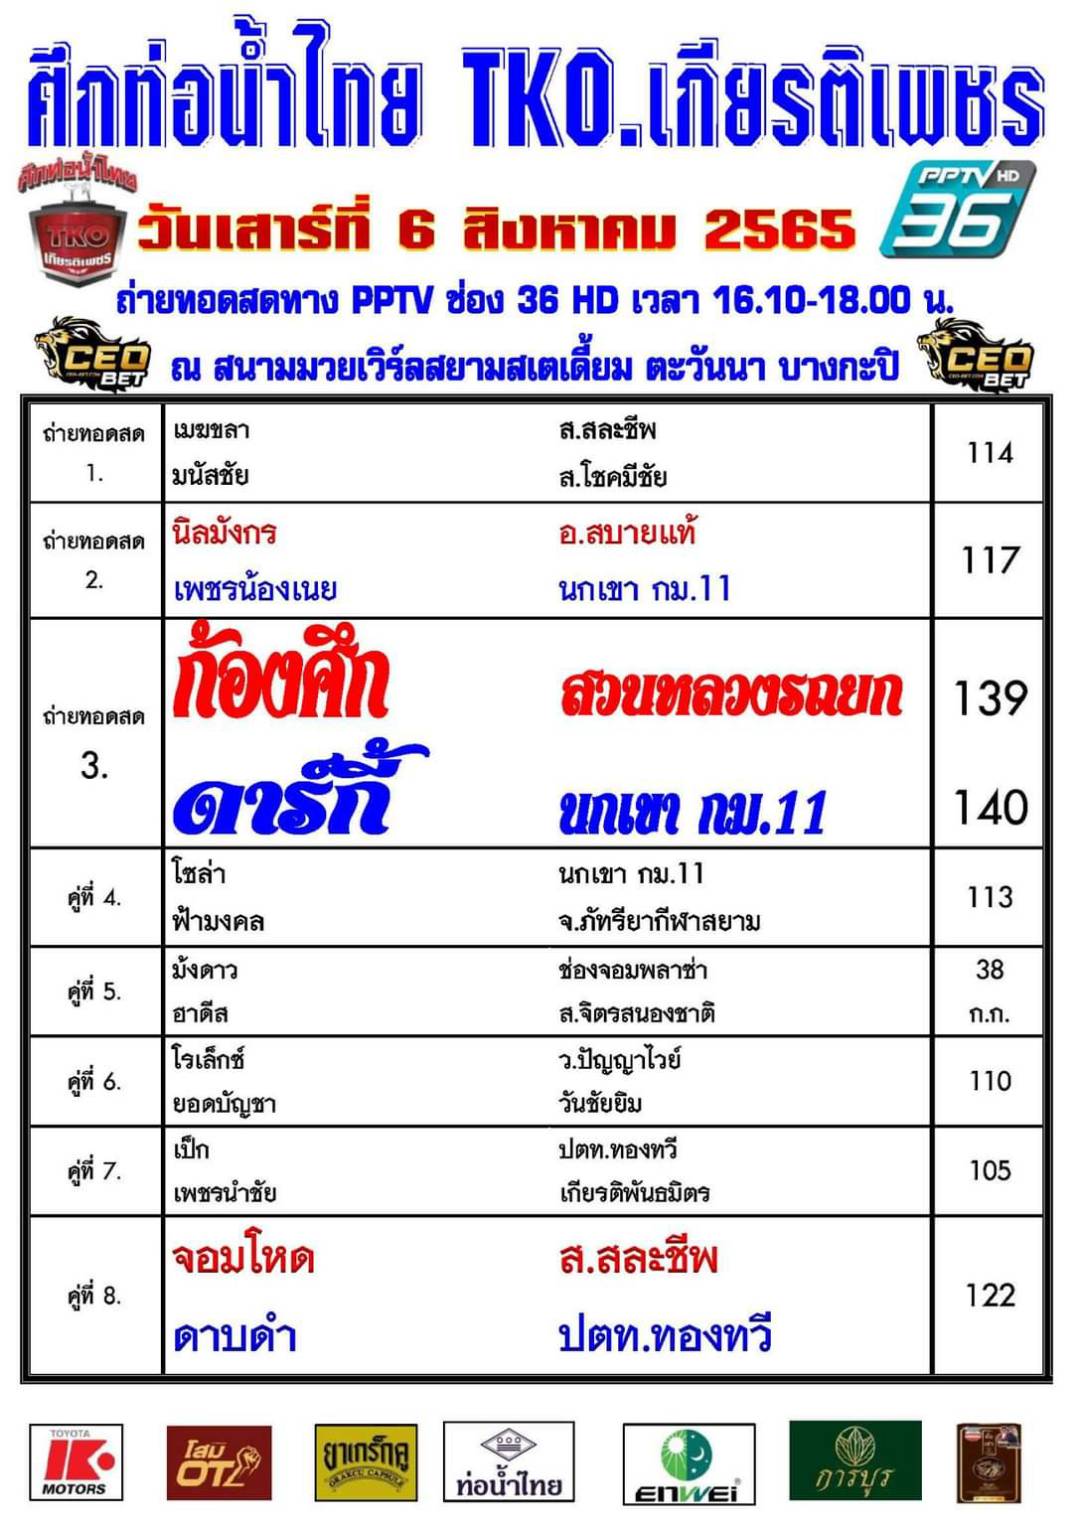 ศึกท่อน้ำไทย TKO.เกียรติเพชร
ศึกท่อน้ำไทย
TKO
เกียรติเพชร
PPTV HD
36
วันเสาร์ที่ 6 สิงหาคม 2565
ถ่ายทอดสดทาง PPTV ช่อง 36 HD เวลา 16.10-18.00 น.
CEO
BET
ณ สนามมวยเวิร์ลสยามสเตเดี้ยม ตะวันนา บางกะปิ
CEO
BET
ถ่ายทอดสด
1.
เมฆขลา ส.สละชีพ
มนัสชัย ส.โชคมีชัย
114
ถ่ายทอดสด
2.
นิลมังกร อ.สบายแท้
เพชรน้องเนย นกเขา กม.11
117
ถ่ายทอดสด
3.
ก้องศึก สวนหลวงรถยก 139
ดาร์กี้ นกเขา กม.11 140
คู่ที่ 4.
โซล่า นกเขา กม.11
ฟ้ามงคล จ.ภัทรียากีฬาสยาม
113
คู่ที่ 5.
ม้งดาว ช่องจอมพลาซ่า 38
ฮาดีส ส.จิตรสนองชาติ ก.ก.
คู่ที่ 6.
โรเล็กซ์ ว.ปัญญาไวย์
ยอดบัญชา วันชัยยิม
110
คู่ที่ 7.
เป็ก ปตท.ทองทวี
เพชรนำชัย เกียรติพันธมิตร
105
คู่ที่ 8.
จอมโหด ส.สละชีพ
ดาบดำ ปตท.ทองทวี
122
TOYOTA
K
MOTORS
โสม
OTL
ยาเกร็กคู
GRAKCU CAPSULE
ท่อน้ำไทย
ENWEI
การบูร